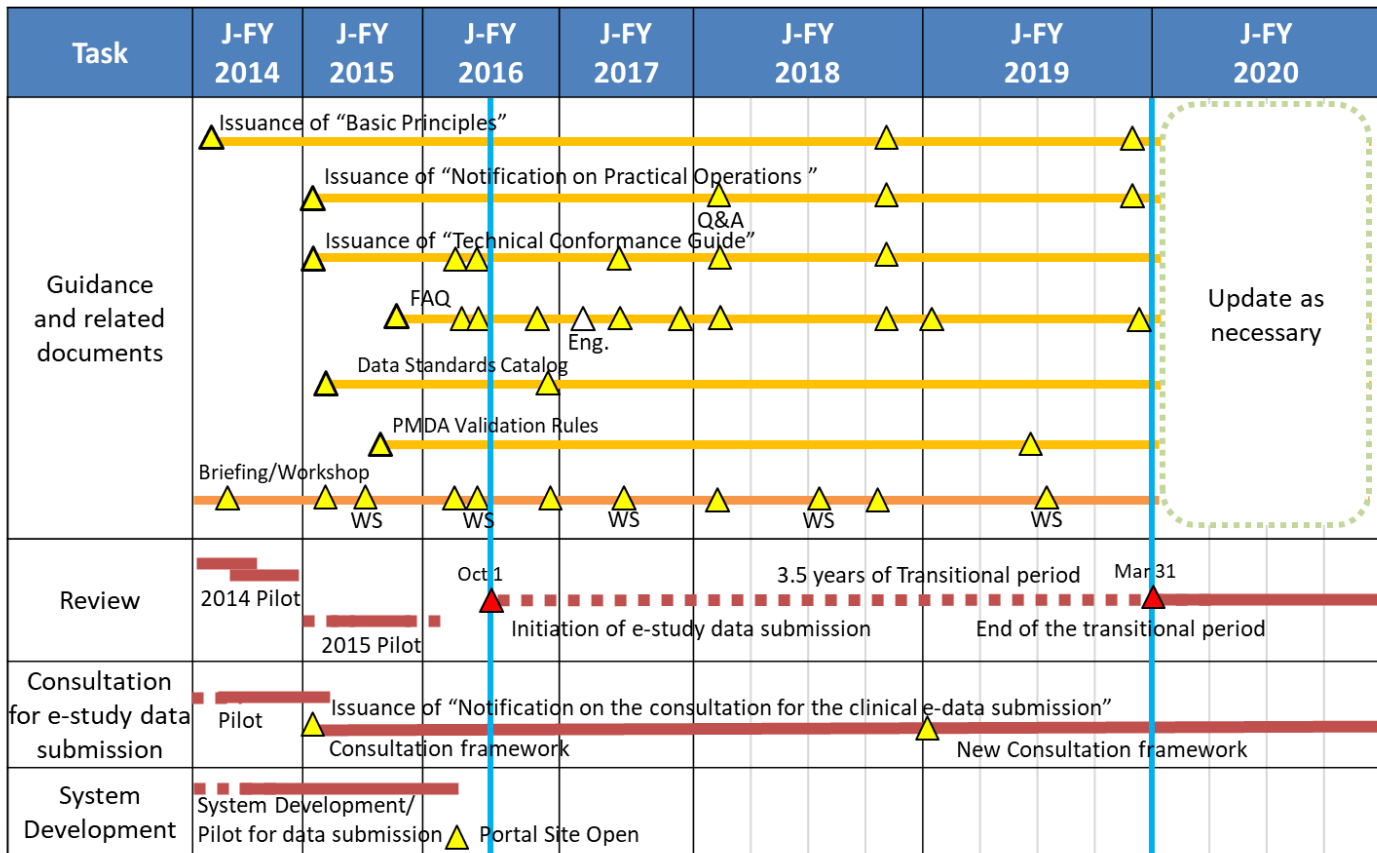 Task
J-FY
2014
J-FY
2015
J-FY
2016
J-FY
2017
J-FY
2018
J-FY
2019
J-FY
2020
Guidance
and related
documents
Issuance of “Basic Principles”
Issuance of “Notification on Practical Operations ”
Q&A
Issuance of “Technical Conformance Guide”
FAQ
Eng.
Data Standards Catalog
PMDA Validation Rules
Briefing/Workshop
WS
WS
WS
WS
WS
Update as
necessary
Review
2014 Pilot
2015 Pilot
Oct 1
Initiation of e-study data submission
3.5 years of Transitional period
Mar 31
End of the transitional period
Consultation
for e-study data
submission
Pilot
Issuance of “Notification on the consultation for the clinical e-data submission”
Consultation framework
New Consultation framework
System
Development
System Development/
Pilot for data submission
Portal Site Open